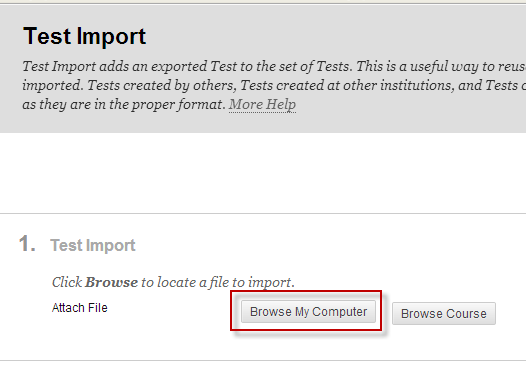 Test Import
Test Import adds an exported Test to the set of Tests. This is a useful way to reus
imported. Tests created by others, Tests created at other institutions, and Tests c
as they are in the proper format. More Help
1. Test Import
Click Browse to locate a file to import.
Attach File Browse My Computer Browse Course